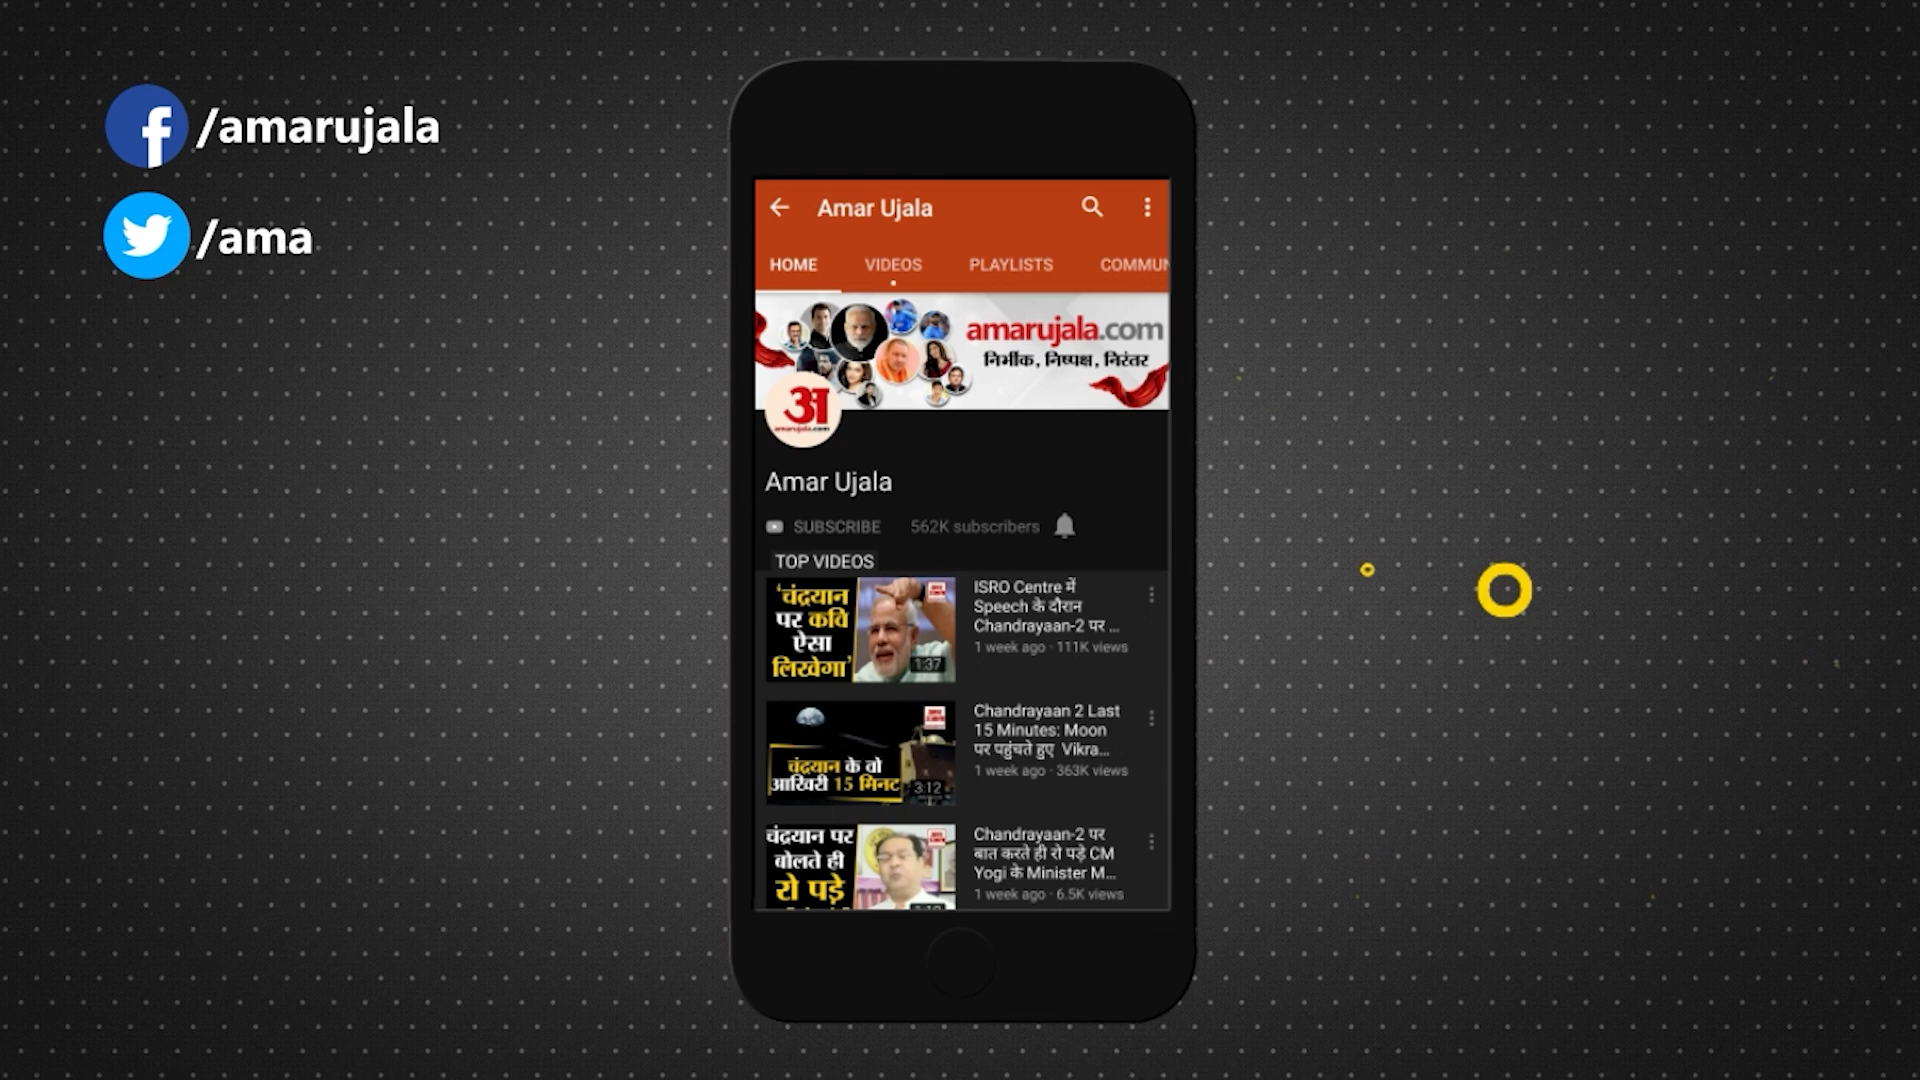 /amarujala
/ama
Amar Ujala
HOME VIDEOS PLAYLISTS COMMUN
amarujala.com
निर्भीक, निष्पक्ष, निरंतर
अ
amarujala.com
Amar Ujala
SUBSCRIBE 562K subscribers
TOP VIDEOS
'चंद्रयान
पर कवि
ऐसा
लिखेगा'
1:37
ISRO Centre में
Speech के दौरान
Chandrayaan-2 पर ...
1 week ago · 111K views
चंद्रयान के वो
आखिरी 15 मिनट
3:12
Chandrayaan 2 Last
15 Minutes: Moon
पर पहुंचते हुए Vikra...
1 week ago · 363K views
चंद्रयान पर
बोलते ही
रो पड़े
Chandrayaan-2 पर
बात करते ही रो पड़े CM
Yogi के Minister M...
1 week ago · 6.5K views